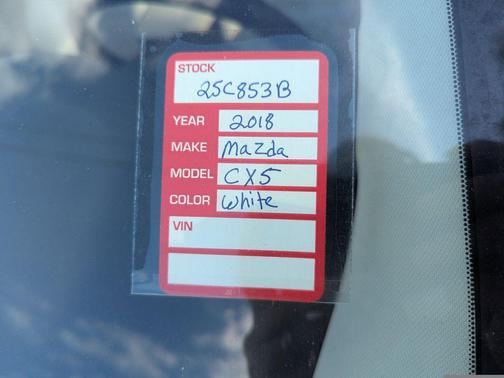 STOCK
25C853B
YEAR 2018
MAKE Mazda
MODEL CX5
COLOR White
VIN